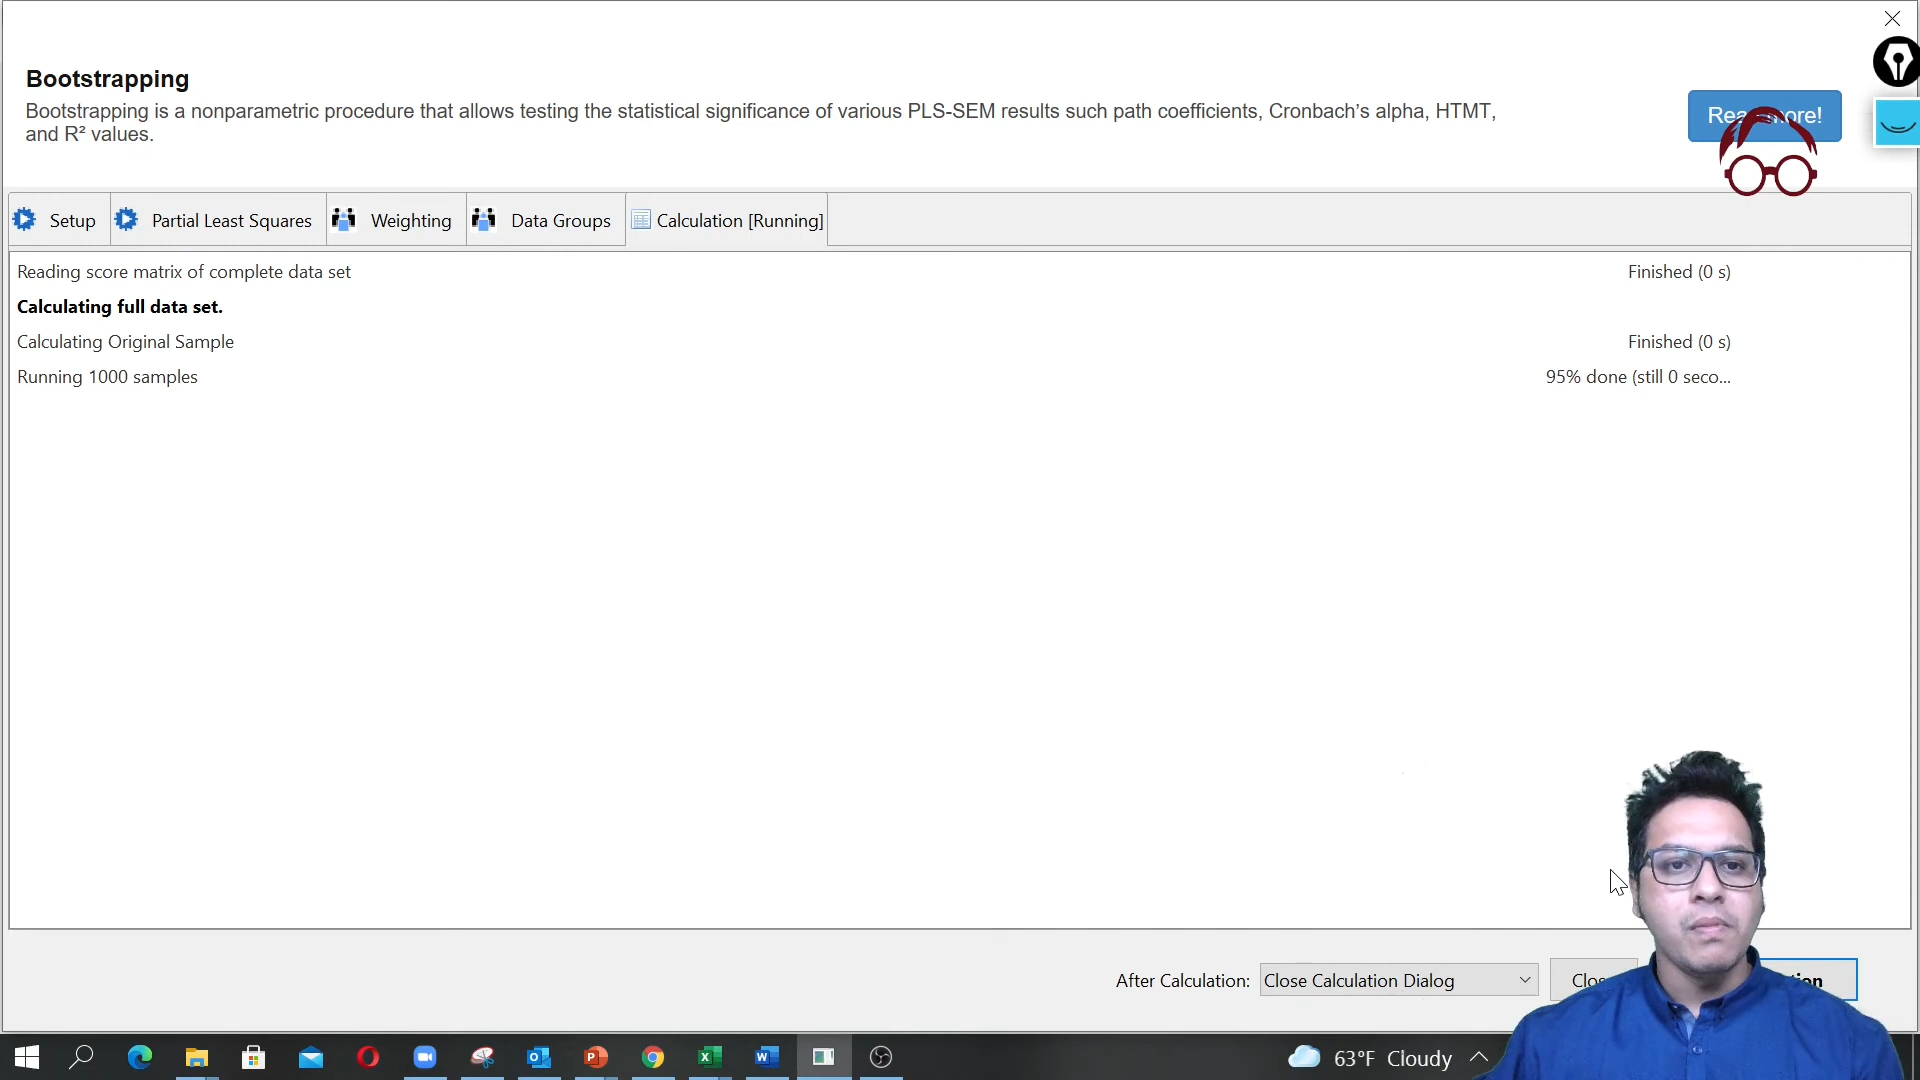 Bootstrapping
Bootstrapping is a nonparametric procedure that allows testing the statistical significance of various PLS-SEM results such path coefficients, Cronbach's alpha, HTMT,
and R² values.
Read more!
Setup
Partial Least Squares
Weighting
Data Groups
Calculation [Running]
Reading score matrix of complete data set
Finished (0 s)
Calculating full data set.
Calculating Original Sample
Finished (0 s)
Running 1000 samples
95% done (still 0 seco...
After Calculation:
Close Calculation Dialog
63°F Cloudy